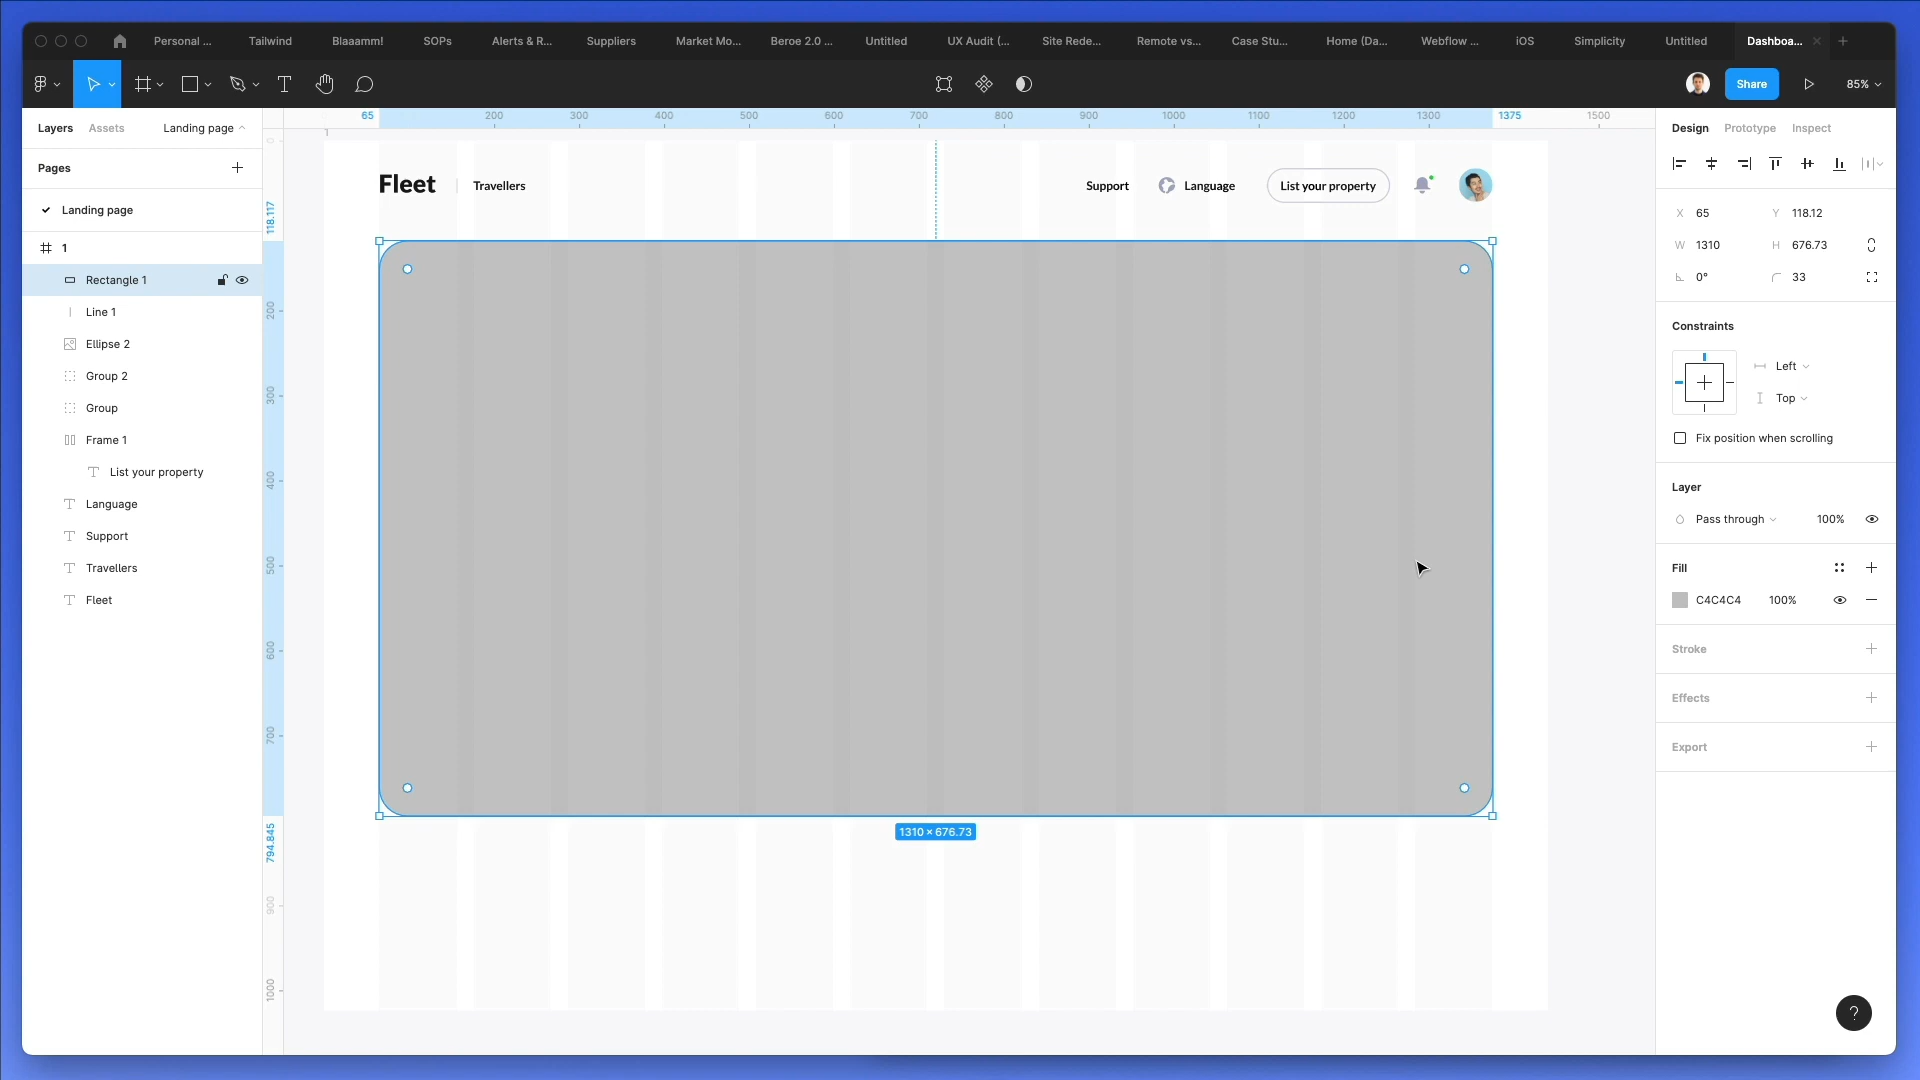 Personal ...
Tailwind
Blaaamm!
SOPs
Alerts & R...
Suppliers
Market Mo...
Beroe 2.0 ...
Untitled
UX Audit (...
Site Rede...
Remote vs...
Case Stu...
Home (Da...
Webflow ...
iOS
Simplicity
Untitled
Dashboa...
Share
85%
Layers
Assets
Landing page
Pages
Landing page
1
Rectangle 1
Line 1
Ellipse 2
Group 2
Group
Frame 1
List your property
Language
Support
Travellers
Fleet
65
200
300
400
500
600
700
800
900
1000
1100
1200
1300
1375
1500
1
0
118.117
200
300
400
500
600
700
794.845
900
1000
Fleet
Travellers
Support
Language
List your property
1310 × 676.73
Design
Prototype
Inspect
X 65
Y 118.12
W 1310
H 676.73
0°
33
Constraints
Left
Top
Fix position when scrolling
Layer
Pass through
100%
Fill
C4C4C4
100%
Stroke
Effects
Export
?